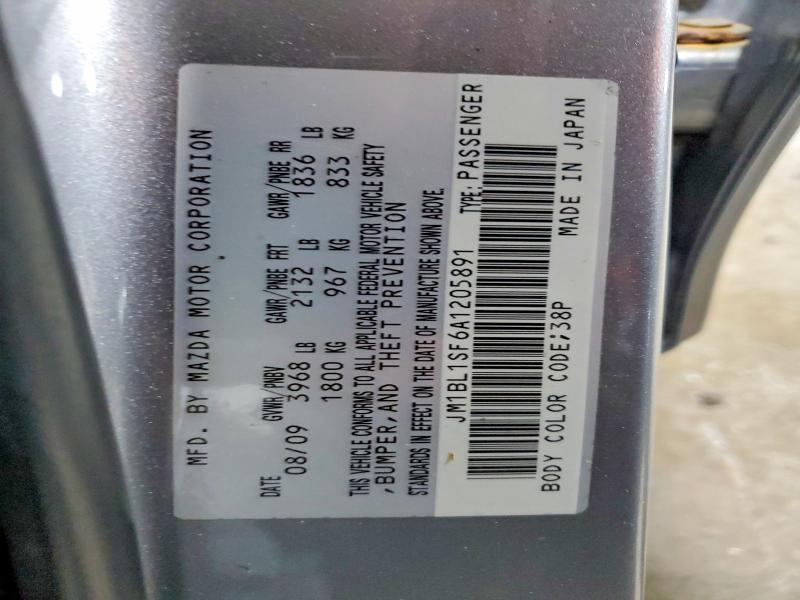 MFD. BY MAZDA MOTOR CORPORATION
DATE GVWR/PNBV GAWR/PNBE FRT GAWR/PNBE RR
08/09 3968 LB 2132 LB 1836 LB
1800 KG 967 KG 833 KG
THIS VEHICLE CONFORMS TO ALL APPLICABLE FEDERAL MOTOR VEHICLE SAFETY
,BUMPER,AND THEFT PREVENTION
STANDARDS IN EFFECT ON THE DATE OF MANUFACTURE SHOWN ABOVE.
JM1BL1SF6A1205891 TYPE: PASSENGER
BODY COLOR CODE;38P MADE IN JAPAN